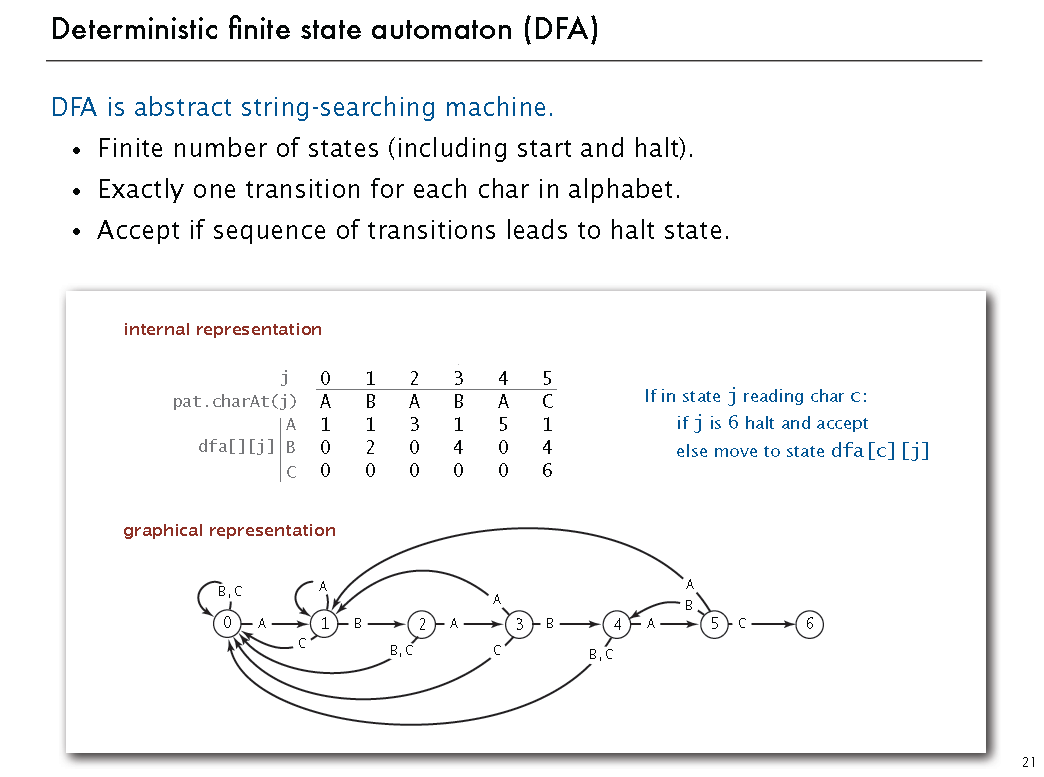 Deterministic finite state automaton (DFA)
DFA is abstract string-searching machine.
• Finite number of states (including start and halt).
• Exactly one transition for each char in alphabet.
• Accept if sequence of transitions leads to halt state.
internal representation
j 0 1 2 3 4 5
pat.charAt(j) A B A B A C
A 1 1 3 1 5 1
dfa[][j] B 0 2 0 4 0 4
C 0 0 0 0 0 6
If in state j reading char c:
if j is 6 halt and accept
else move to state dfa[c][j]
graphical representation
B,C A A A B
0 A 1 B 2 A 3 B 4 A 5 C 6
C B,C C B,C
21